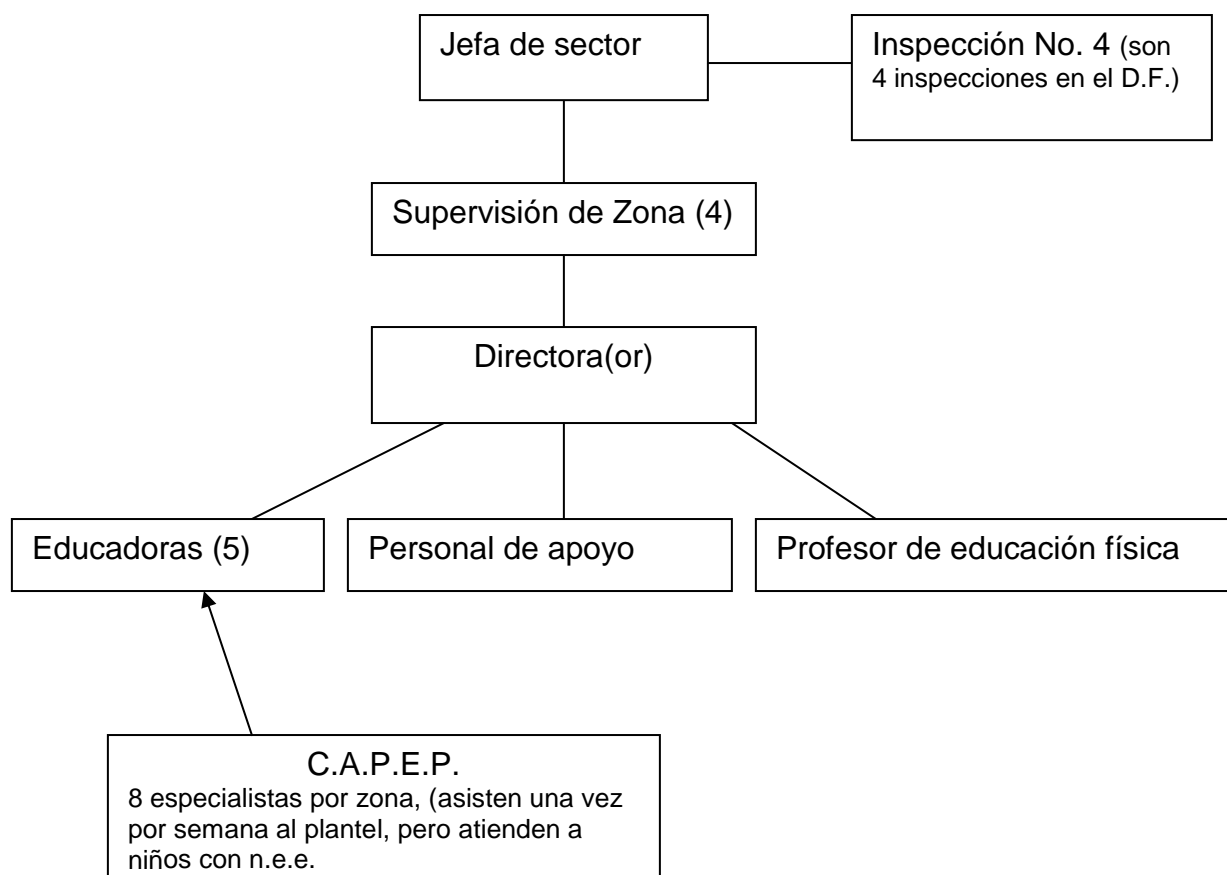 Jefa de sector
Inspección No. 4 (son
4 inspecciones en el D.F.)
Supervisión de Zona (4)
Directora(or)
Educadoras (5)
Personal de apoyo
Profesor de educación física
C.A.P.E.P.
8 especialistas por zona, (asisten una vez
por semana al plantel, pero atienden a
niños con n.e.e.